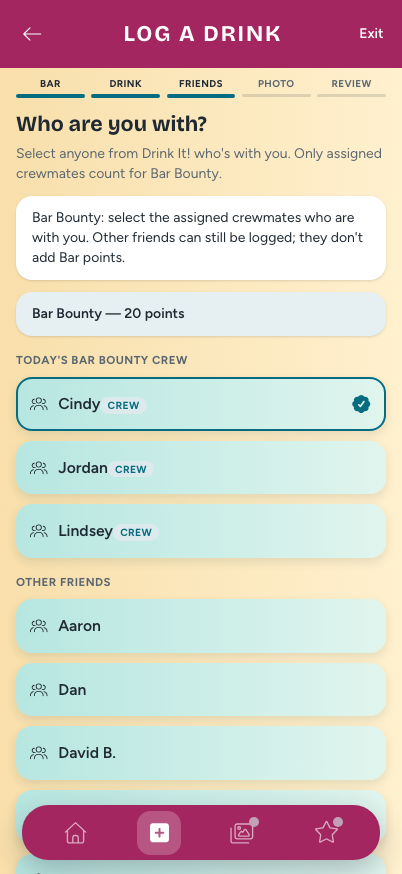 LOG A DRINK
Exit
BAR
DRINK
FRIENDS
PHOTO
REVIEW
Who are you with?
Select anyone from Drink It! who's with you. Only assigned
crewmates count for Bar Bounty.
Bar Bounty: select the assigned crewmates who are
with you. Other friends can still be logged; they don't
add Bar points.
Bar Bounty — 20 points
TODAY'S BAR BOUNTY CREW
Cindy CREW
Jordan CREW
Lindsey CREW
OTHER FRIENDS
Aaron
Dan
David B.